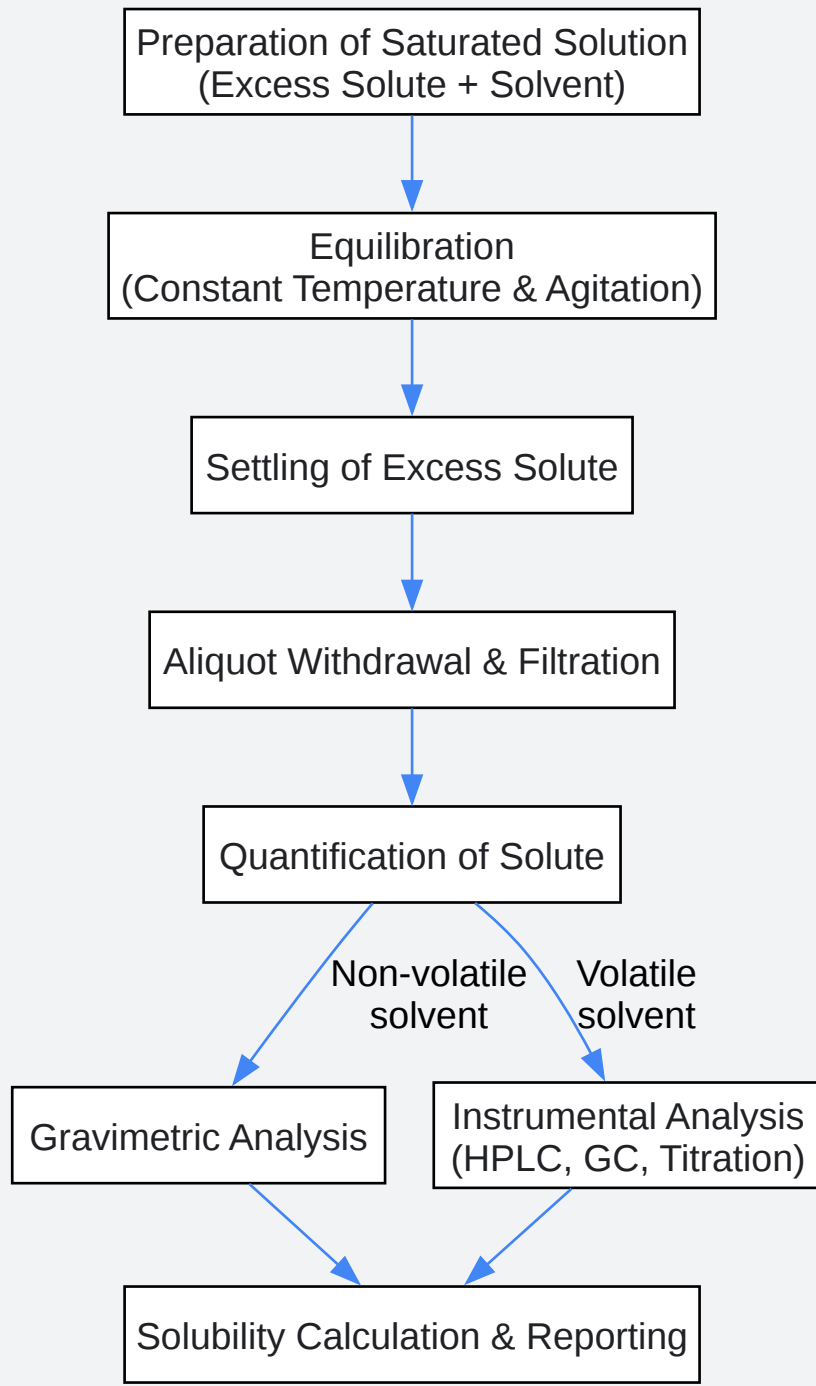 Preparation of Saturated Solution
(Excess Solute + Solvent)
Equilibration
(Constant Temperature & Agitation)
Settling of Excess Solute
Aliquot Withdrawal & Filtration
Quantification of Solute
Non-volatile
solvent
Volatile
solvent
Gravimetric Analysis
Instrumental Analysis
(HPLC, GC, Titration)
Solubility Calculation & Reporting